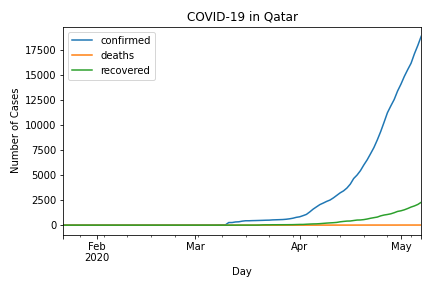 COVID-19 in Qatar
confirmed
deaths
recovered
Number of Cases
17500
15000
12500
10000
7500
5000
2500
0
Feb
2020
Mar
Apr
May
Day